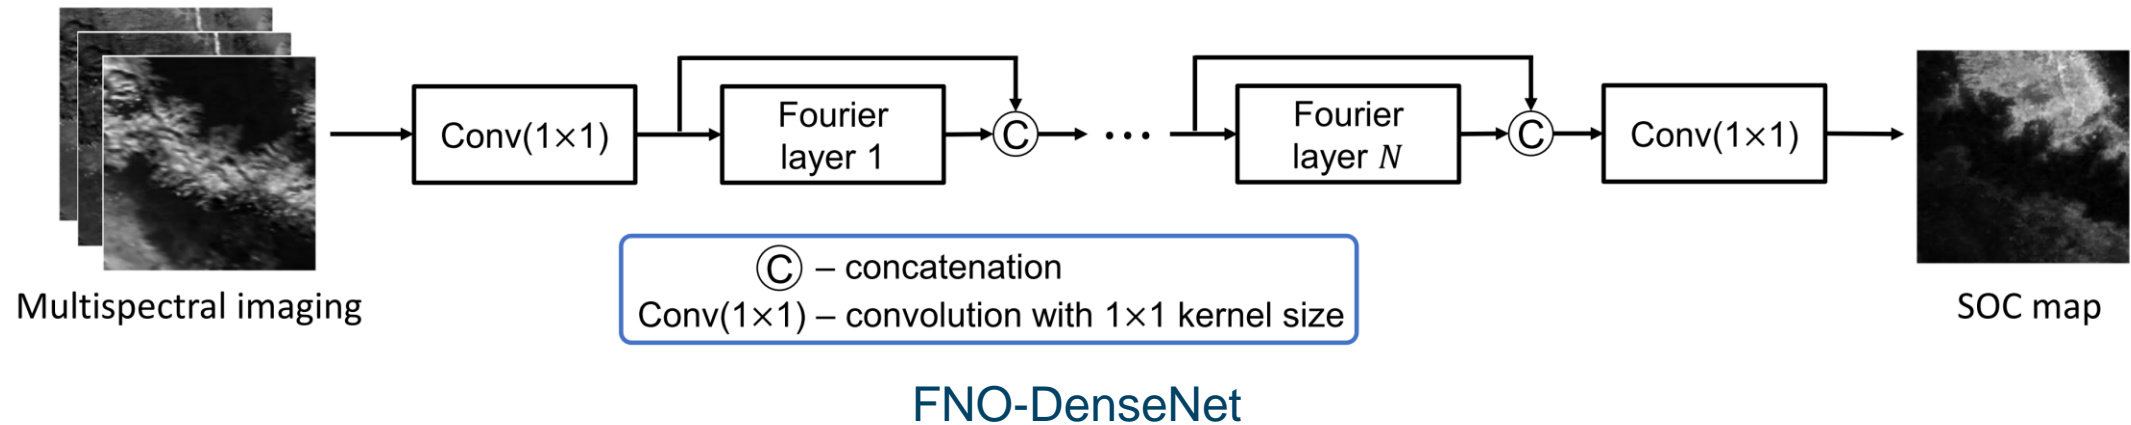 Multispectral imaging
Conv(1×1)
Fourier
layer 1
C
...
Fourier
layer N
C
Conv(1×1)
SOC map
C – concatenation
Conv(1×1) – convolution with 1×1 kernel size
FNO-DenseNet